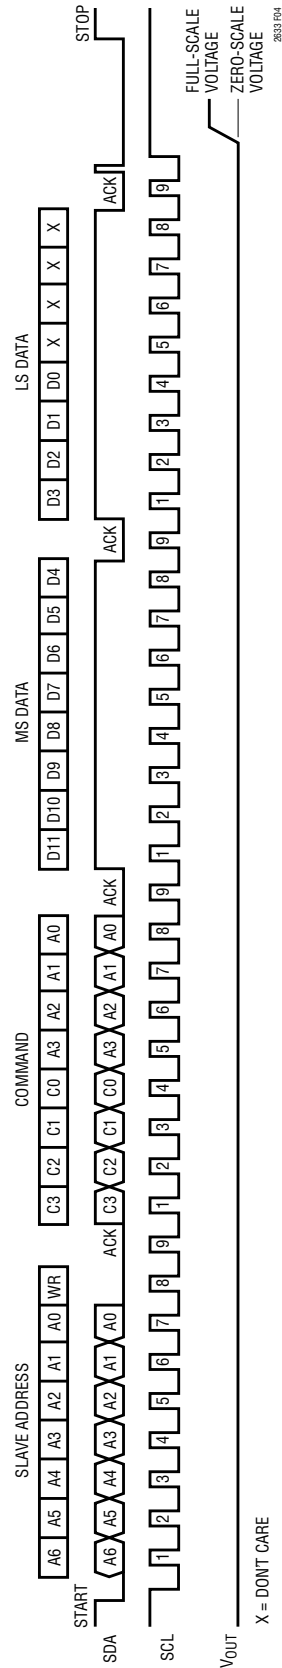 SLAVE ADDRESS COMMAND MS DATA LS DATA
A6 A5 A4 A3 A2 A1 A0 WR C3 C2 C1 C0 A3 A2 A1 A0 D11 D10 D9 D8 D7 D6 D5 D4 D3 D2 D1 D0 X X X X
START STOP
SDA A6 A5 A4 A3 A2 A1 A0 ACK C3 C2 C1 C0 A3 A2 A1 A0 ACK ACK ACK
SCL 1 2 3 4 5 6 7 8 9 1 2 3 4 5 6 7 8 9 1 2 3 4 5 6 7 8 9 1 2 3 4 5 6 7 8 9
FULL-SCALE
VOLTAGE
VOUT
ZERO-SCALE
VOLTAGE
X = DON'T CARE
2633 F04